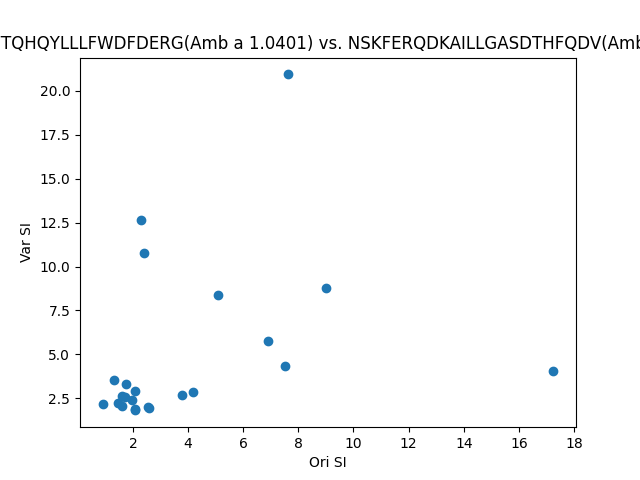 TQHQYLLLFWDFDERG(Amb a 1.0401) vs. NSKFERQDKAILLGASDTHFQDV(Amb
20.0
17.5
15.0
12.5
10.0
7.5
5.0
2.5
Var SI
2 4 6 8 10 12 14 16 18
Ori SI